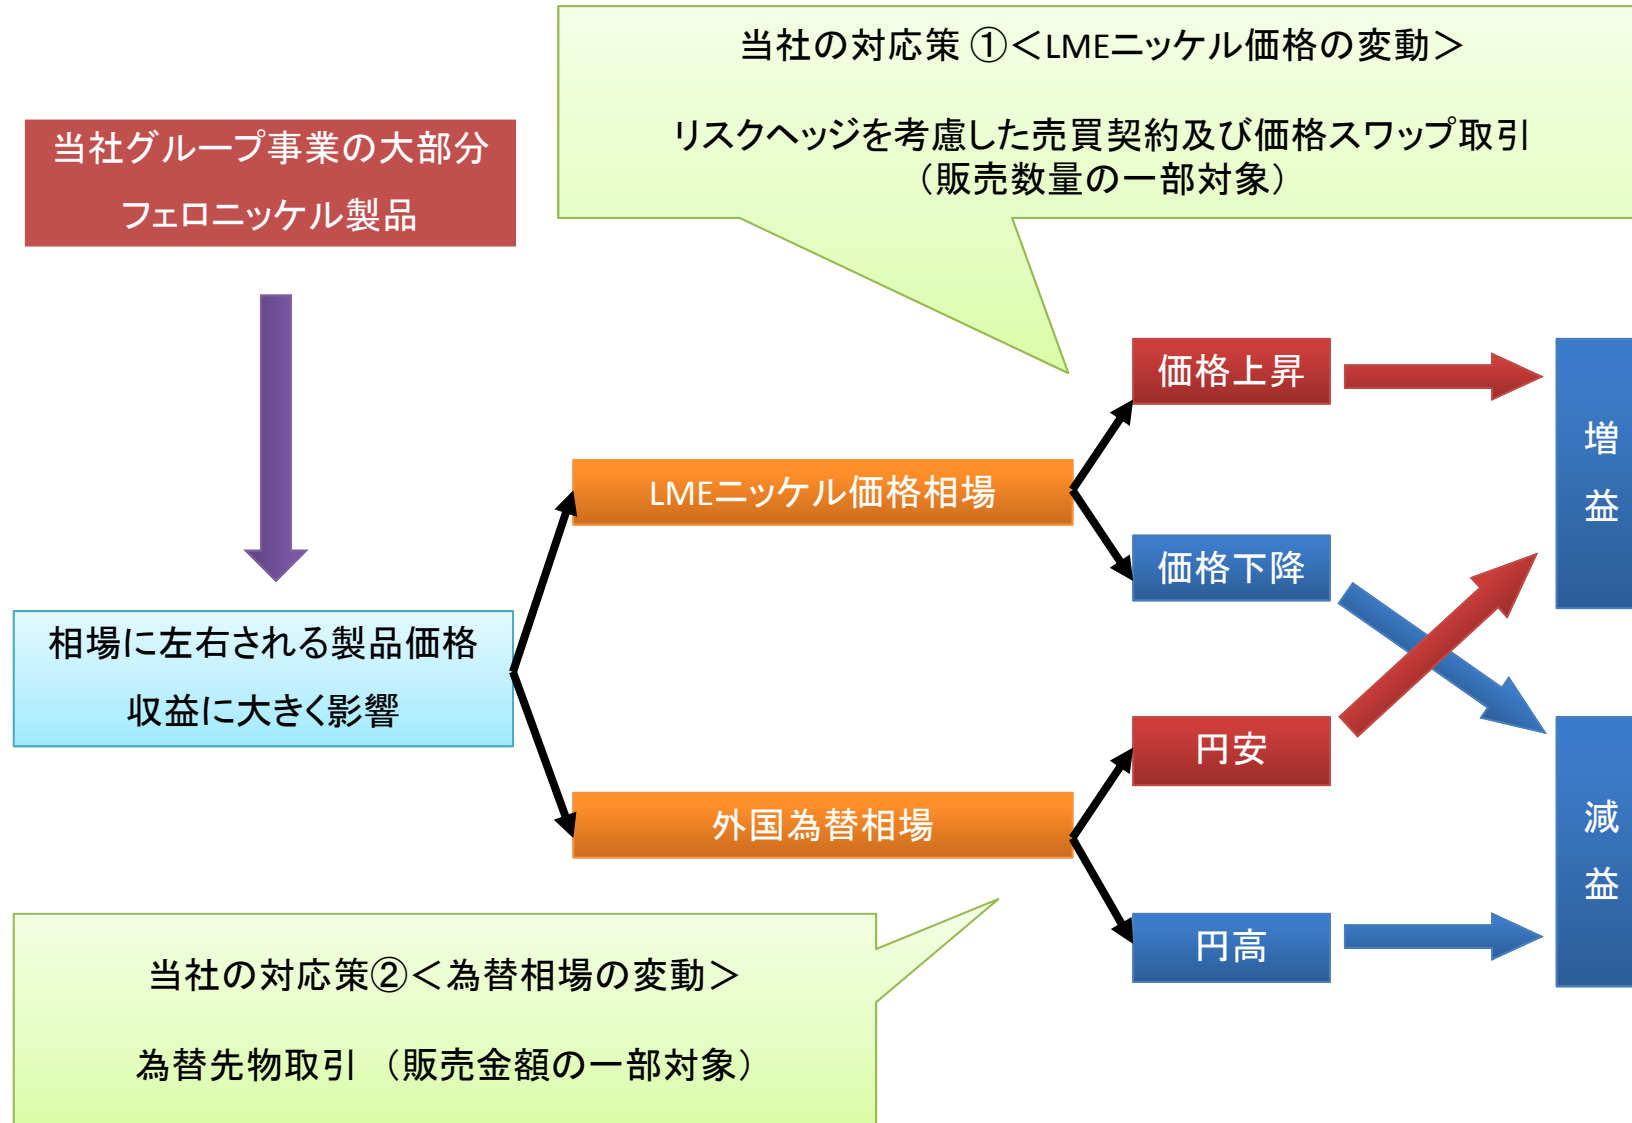 当社の対応策 ①＜LMEニッケル価格の変動＞
リスクヘッジを考慮した売買契約及び価格スワップ取引
（販売数量の一部対象）
当社グループ事業の大部分
フェロニッケル製品
相場に左右される製品価格
収益に大きく影響
LMEニッケル価格相場
外国為替相場
価格上昇
価格下降
円安
円高
増
益
減
益
当社の対応策②＜為替相場の変動＞
為替先物取引 （販売金額の一部対象）